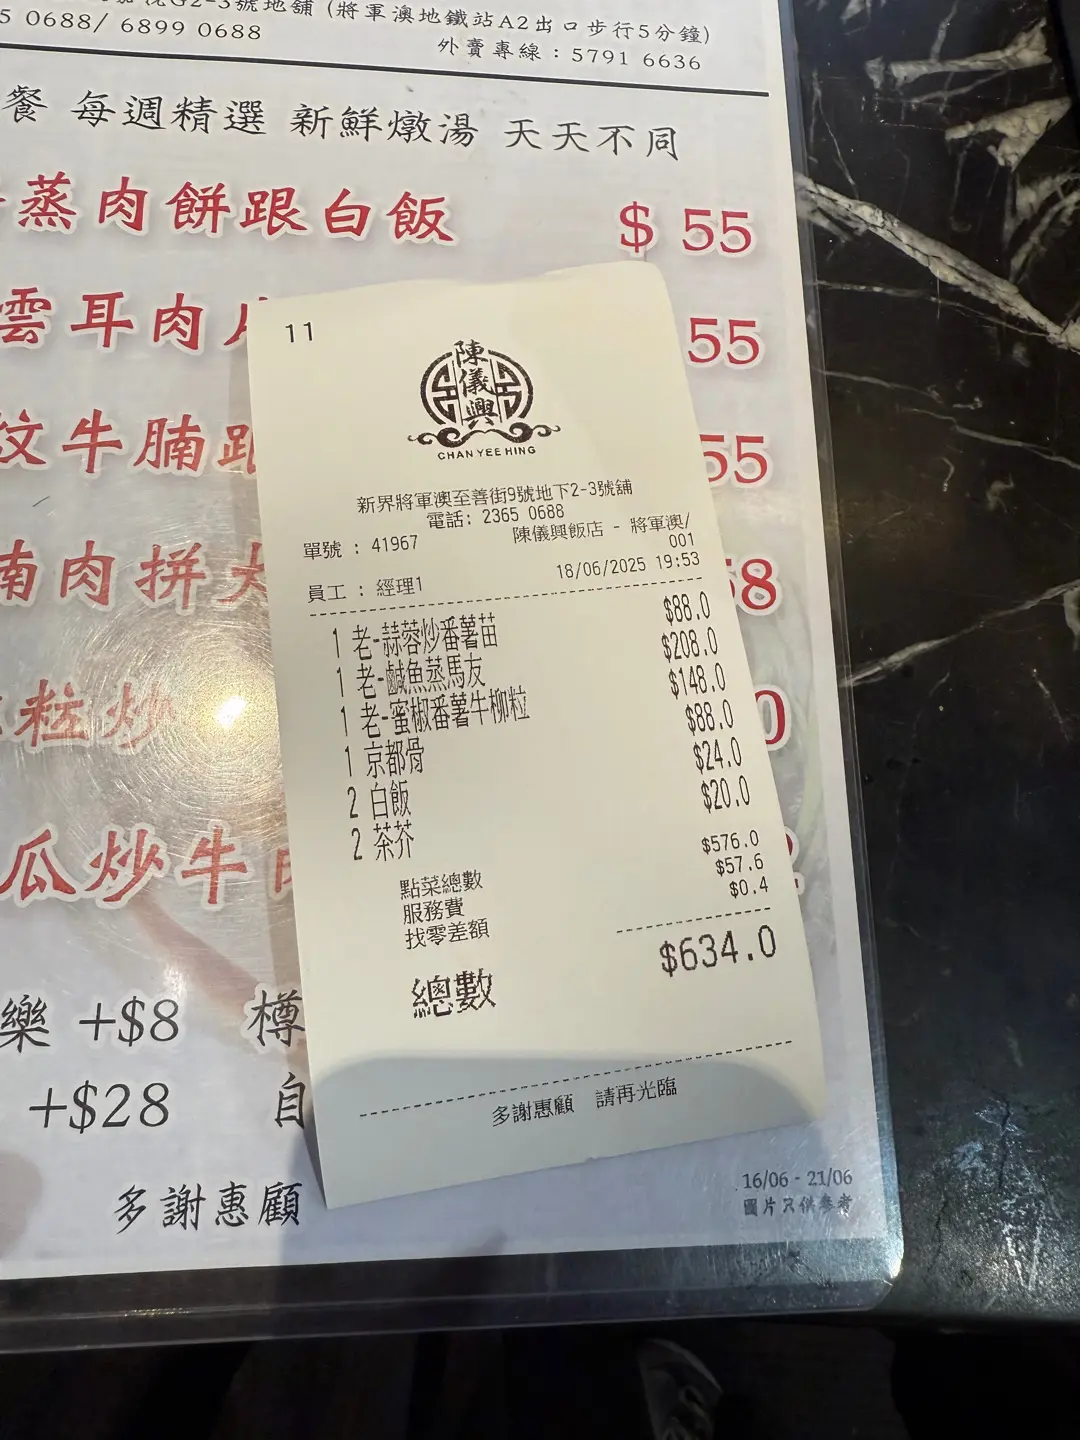 號地舖 (將軍澳地鐵站A2出口步行5分鐘)
5 0688/ 6899 0688
外賣專線：5791 6636
餐 每週精選 新鮮燉湯 天天不同
蒸肉餅跟白飯 $ 55
雲耳肉 55
牛腩 55
肉拼 58
粒炒 0
瓜炒牛
樂 +$8 樽
+$28 自
多謝惠顧
16/06 - 21/06
圖片只供參考
11
陳儀興
CHAN YEE HING
新界將軍澳至善街9號地下2-3號舖
電話: 2365 0688
單號 : 41967 陳儀興飯店 - 將軍澳/
001
員工 : 經理1 18/06/2025 19:53
1 老-蒜蓉炒番薯苗 $88.0
1 老-鹹魚蒸馬友 $208.0
1 老-蜜椒番薯牛柳粒 $148.0
1 京都骨 $88.0
2 白飯 $24.0
2 茶芥 $20.0
點菜總數 $576.0
服務費 $57.6
找零差額 $0.4
總數 $634.0
多謝惠顧 請再光臨